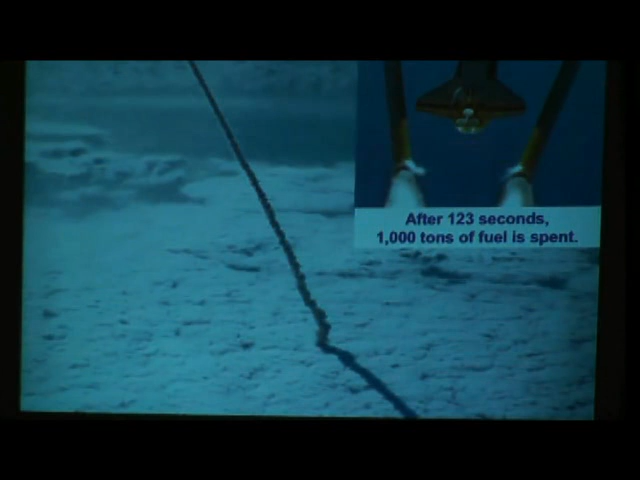 After 123 seconds,
1,000 tons of fuel is spent.